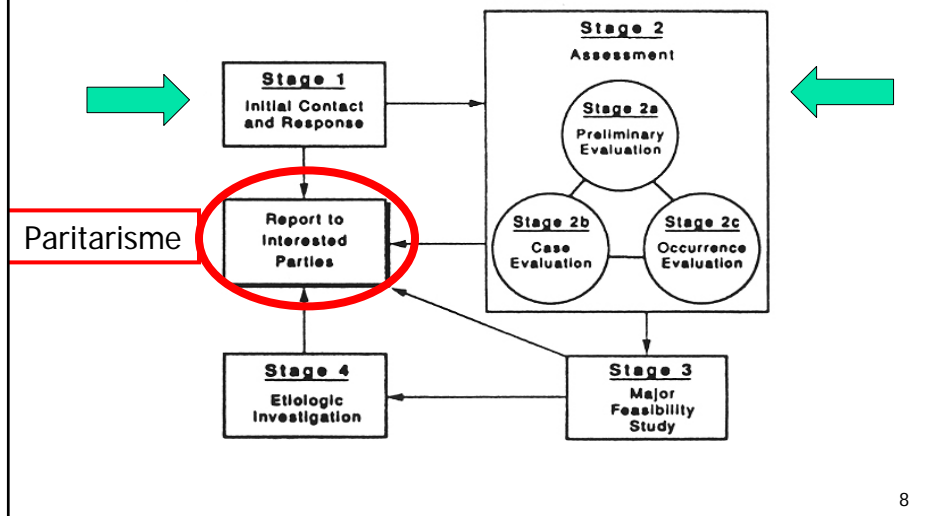 Stage 1
Initial Contact
and Response
Stage 2
Assessment
Stage 2a
Preliminary
Evaluation
Stage 2b
Case
Evaluation
Stage 2c
Occurrence
Evaluation
Paritarisme
Report to
Interested
Parties
Stage 4
Etiologic
Investigation
Stage 3
Major
Feasibility
Study
8